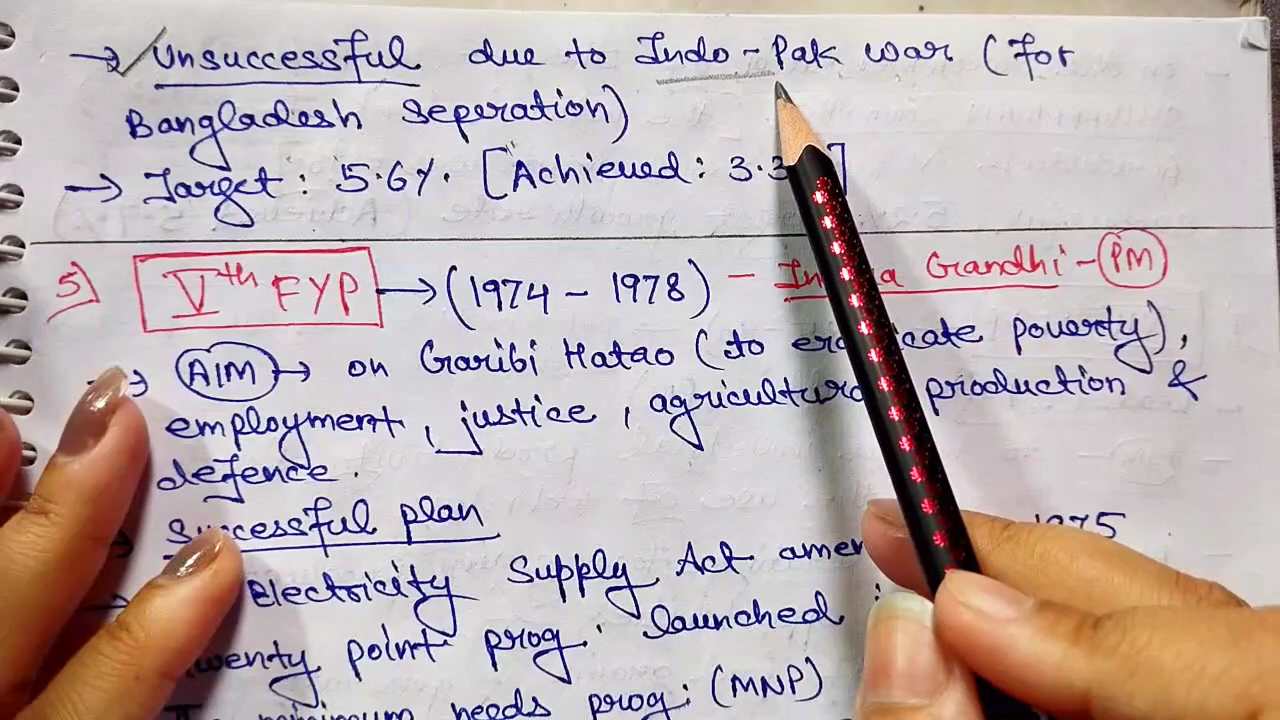 → Unsuccessful due to Indo-Pak war (for
Bangladesh seperation)
→ Target: 5.6%. [Achieved: 3.3 ]
5) Vth FYP → (1974 - 1978) - Gandhi - (PM)
→ AIM → on Garibi Hatao (to poverty),
employment, justice, production &
defence.
→ Successful plan
Electricity Supply Act 1975
point prog. launched
needs prog: (MNP)